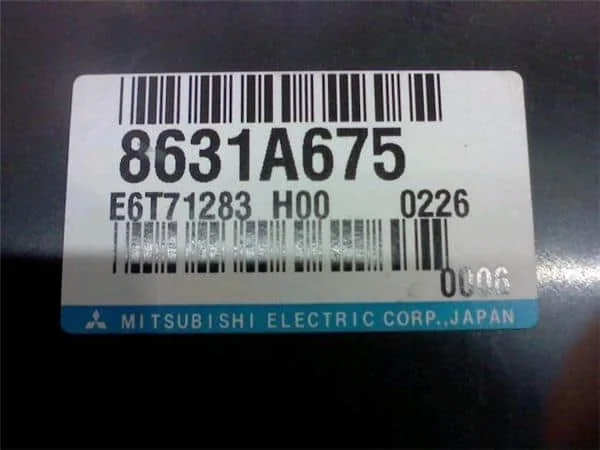 8631A675
E6T71283 H00 0226
0006
MITSUBISHI ELECTRIC CORP., JAPAN